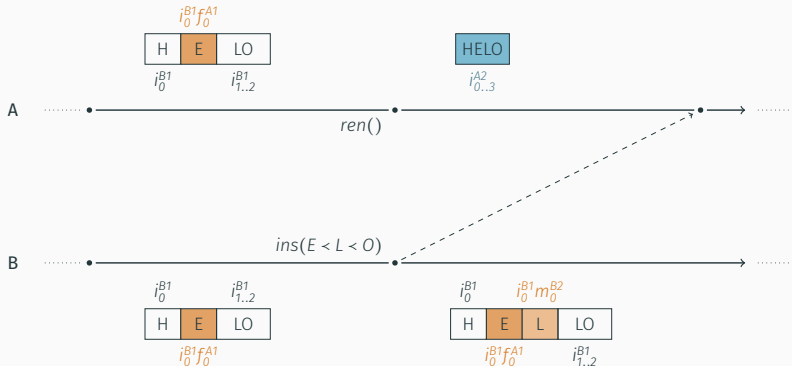 i₀ᴮ¹f₀ᴬ¹
H E LO HELO
i₀ᴮ¹ i₁..₂ᴮ¹ i₀..₃ᴬ²
A
ren()
ins(E < L < O)
B
i₀ᴮ¹ i₁..₂ᴮ¹ i₀ᴮ¹ i₀ᴮ¹m₀ᴮ²
H E LO H E L LO
i₀ᴮ¹f₀ᴬ¹ i₀ᴮ¹f₀ᴬ¹ i₁..₂ᴮ¹